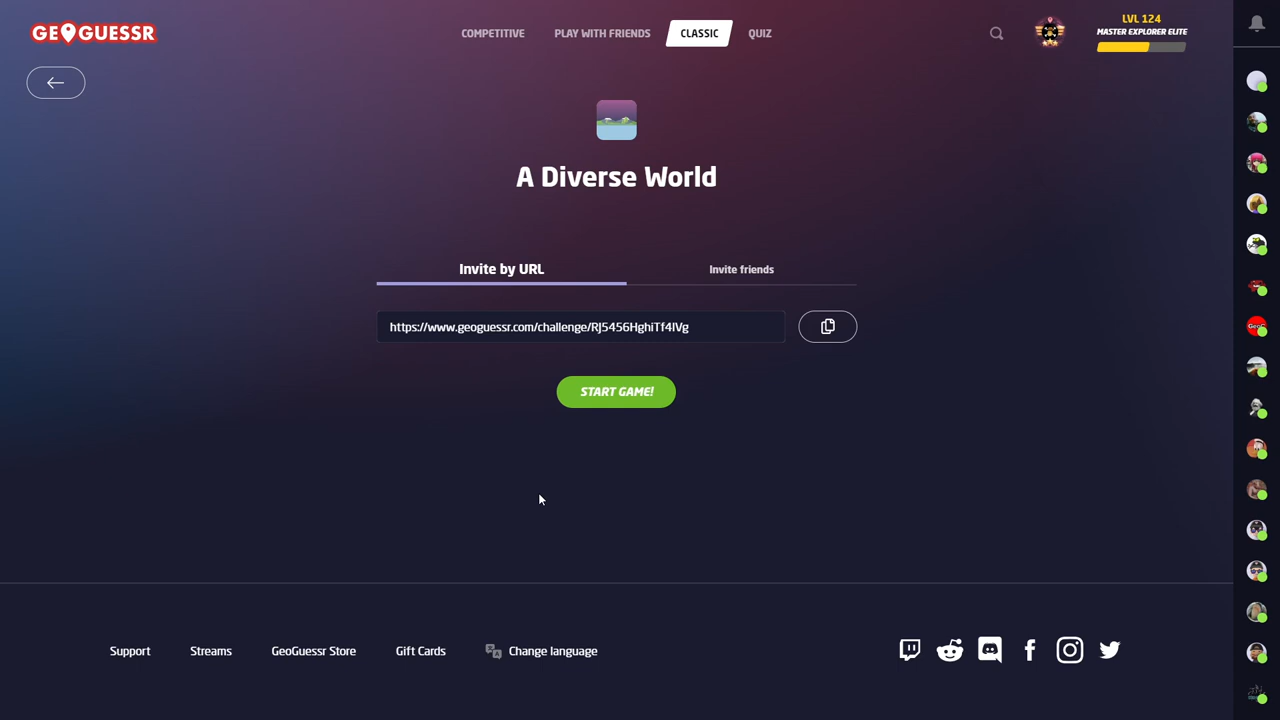 GEOGUESSR
COMPETITIVE
PLAY WITH FRIENDS
CLASSIC
QUIZ
LVL 124
MASTER EXPLORER ELITE
A Diverse World
Invite by URL
Invite friends
https://www.geoguessr.com/challenge/RJ5456HghiTf4IVg
START GAME!
Support
Streams
GeoGuessr Store
Gift Cards
Change language